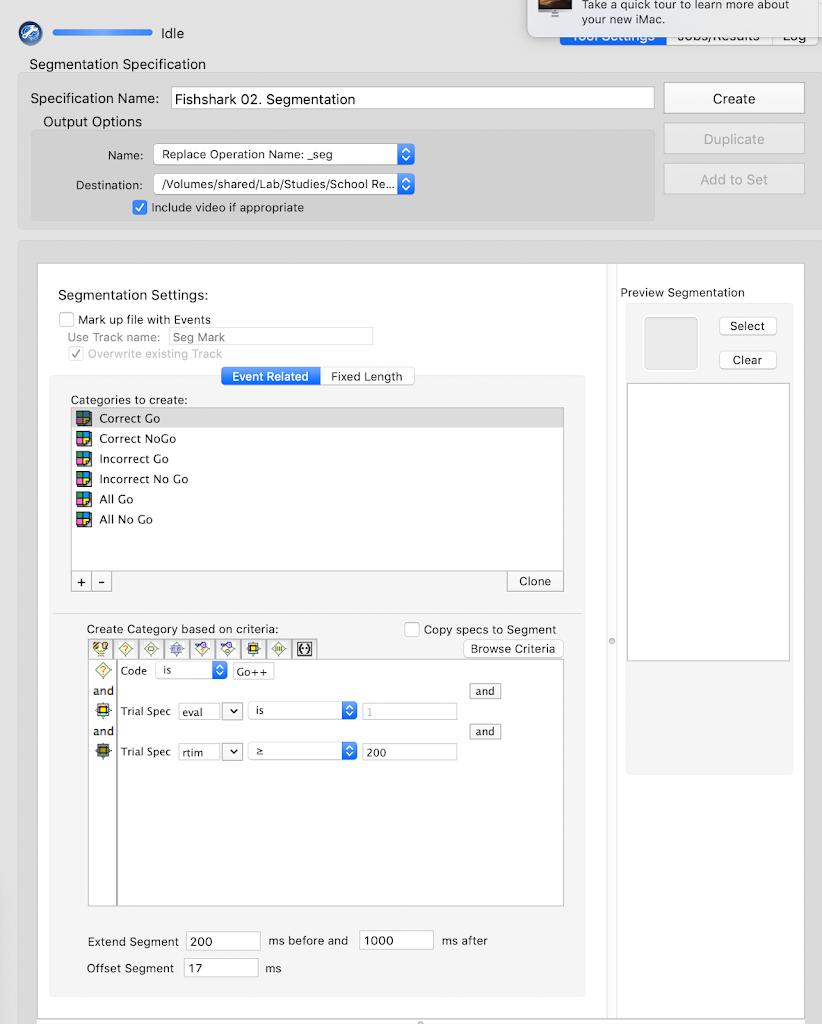 Take a quick tour to learn more about
your new iMac.
Idle
Tool Settings Jobs/Results Log
Segmentation Specification
Specification Name: Fishshark 02. Segmentation Create
Output Options
Duplicate
Name: Replace Operation Name: _seg
Destination: /Volumes/shared/Lab/Studies/School Re... Add to Set
Include video if appropriate
Segmentation Settings:
Preview Segmentation
Mark up file with Events
Select
Use Track name: Seg Mark
Overwrite existing Track
Clear
Event Related Fixed Length
Categories to create:
Correct Go
Correct NoGo
Incorrect Go
Incorrect No Go
All Go
All No Go
+ - Clone
Create Category based on criteria: Copy specs to Segment
Browse Criteria
Code is Go++
and and
Trial Spec eval is 1
and and
Trial Spec rtim ≥ 200
Extend Segment 200 ms before and 1000 ms after
Offset Segment 17 ms